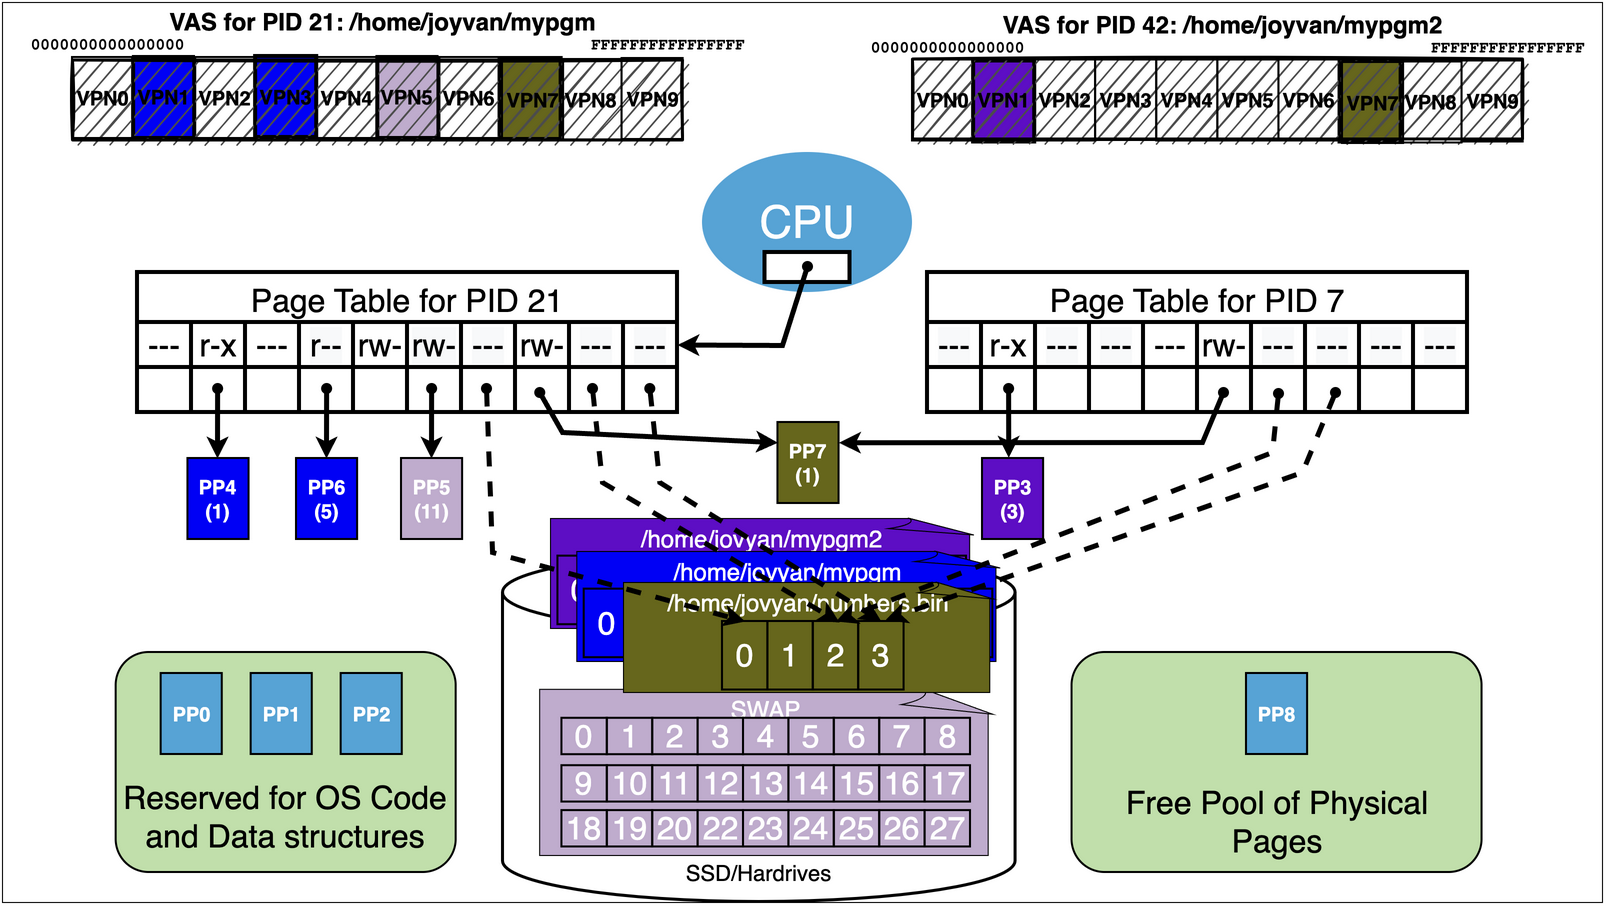 VAS for PID 21: /home/joyvan/mypgm
VAS for PID 42: /home/joyvan/mypgm2
0000000000000000
FFFFFFFFFFFFFFFF
0000000000000000
FFFFFFFFFFFFFFFF
VPN0 VPN1 VPN2 VPN3 VPN4 VPN5 VPN6 VPN7 VPN8 VPN9
VPN0 VPN1 VPN2 VPN3 VPN4 VPN5 VPN6 VPN7 VPN8 VPN9
CPU
Page Table for PID 21
--- r-x --- r-- rw- rw- --- rw- --- ---
Page Table for PID 7
--- r-x --- --- --- rw- --- --- --- ---
PP4
(1)
PP6
(5)
PP5
(11)
PP7
(1)
PP3
(3)
/home/jovyan/mypgm2
/home/jovyan/mypgm
0
/home/jovyan/numbers.bin
0 1 2 3
SWAP
0 1 2 3 4 5 6 7 8
9 10 11 12 13 14 15 16 17
18 19 20 22 23 24 25 26 27
SSD/Hardrives
PP0 PP1 PP2
Reserved for OS Code
and Data structures
PP8
Free Pool of Physical
Pages